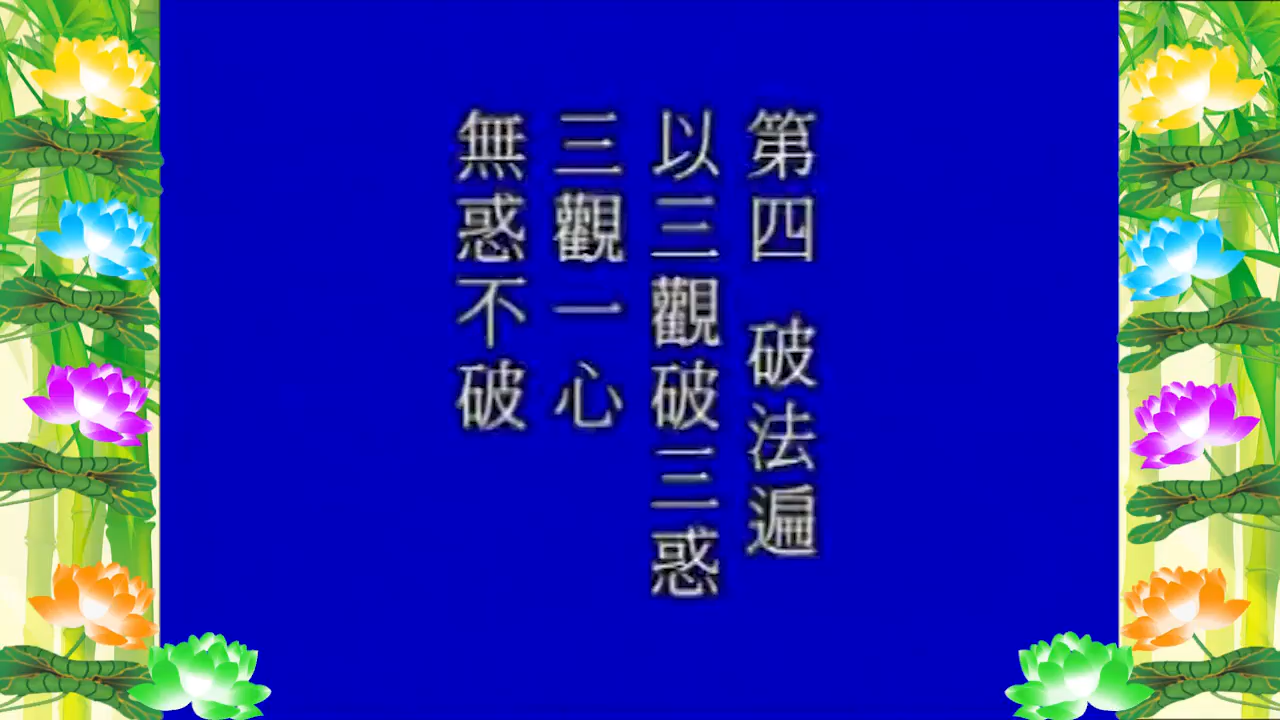 第四 破法遍
以三觀破三惑
三觀一心
無惑不破